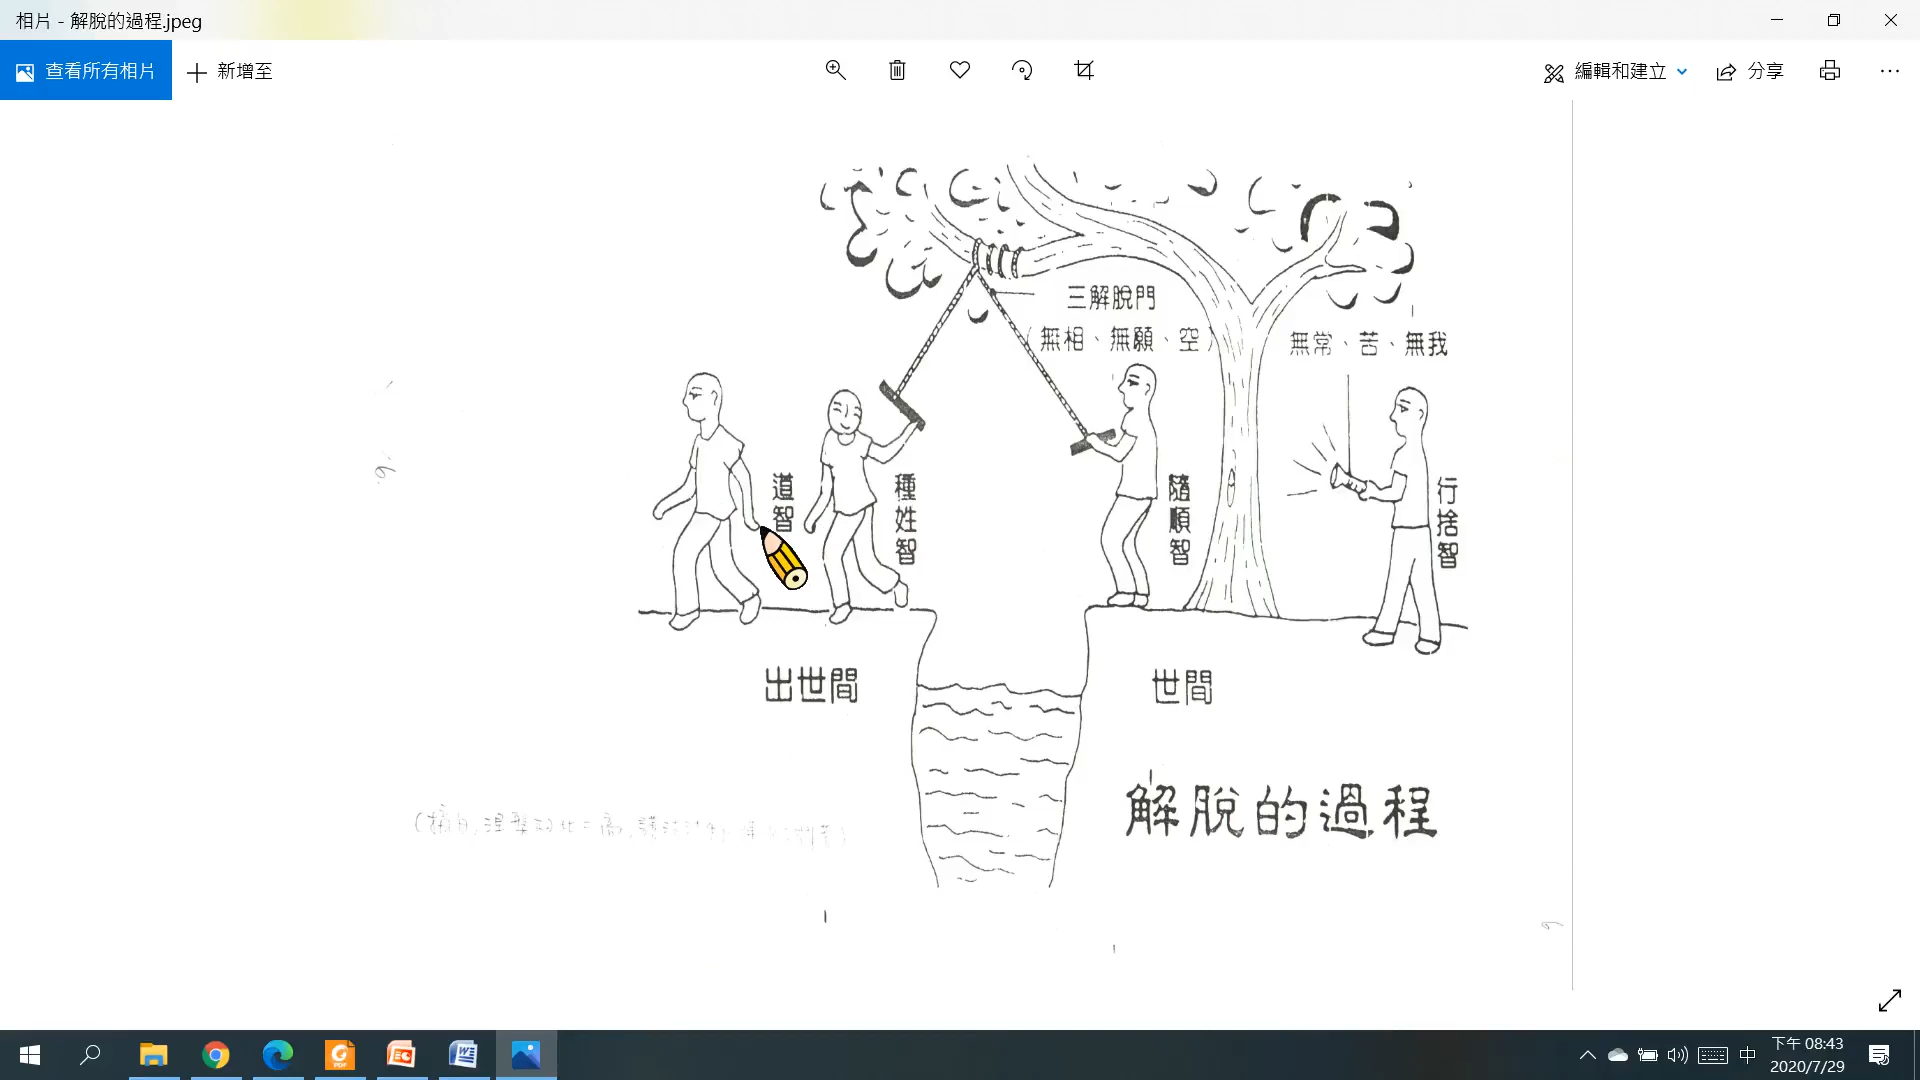 相片 - 解脫的過程.jpeg
查看所有相片
新增至
編輯和建立
分享
三解脫門
（無相、無願、空）
無常、苦、無我
道智
種姓智
隨順智
行捨智
出世間
世間
解脫的過程
中
下午 08:43
2020/7/29